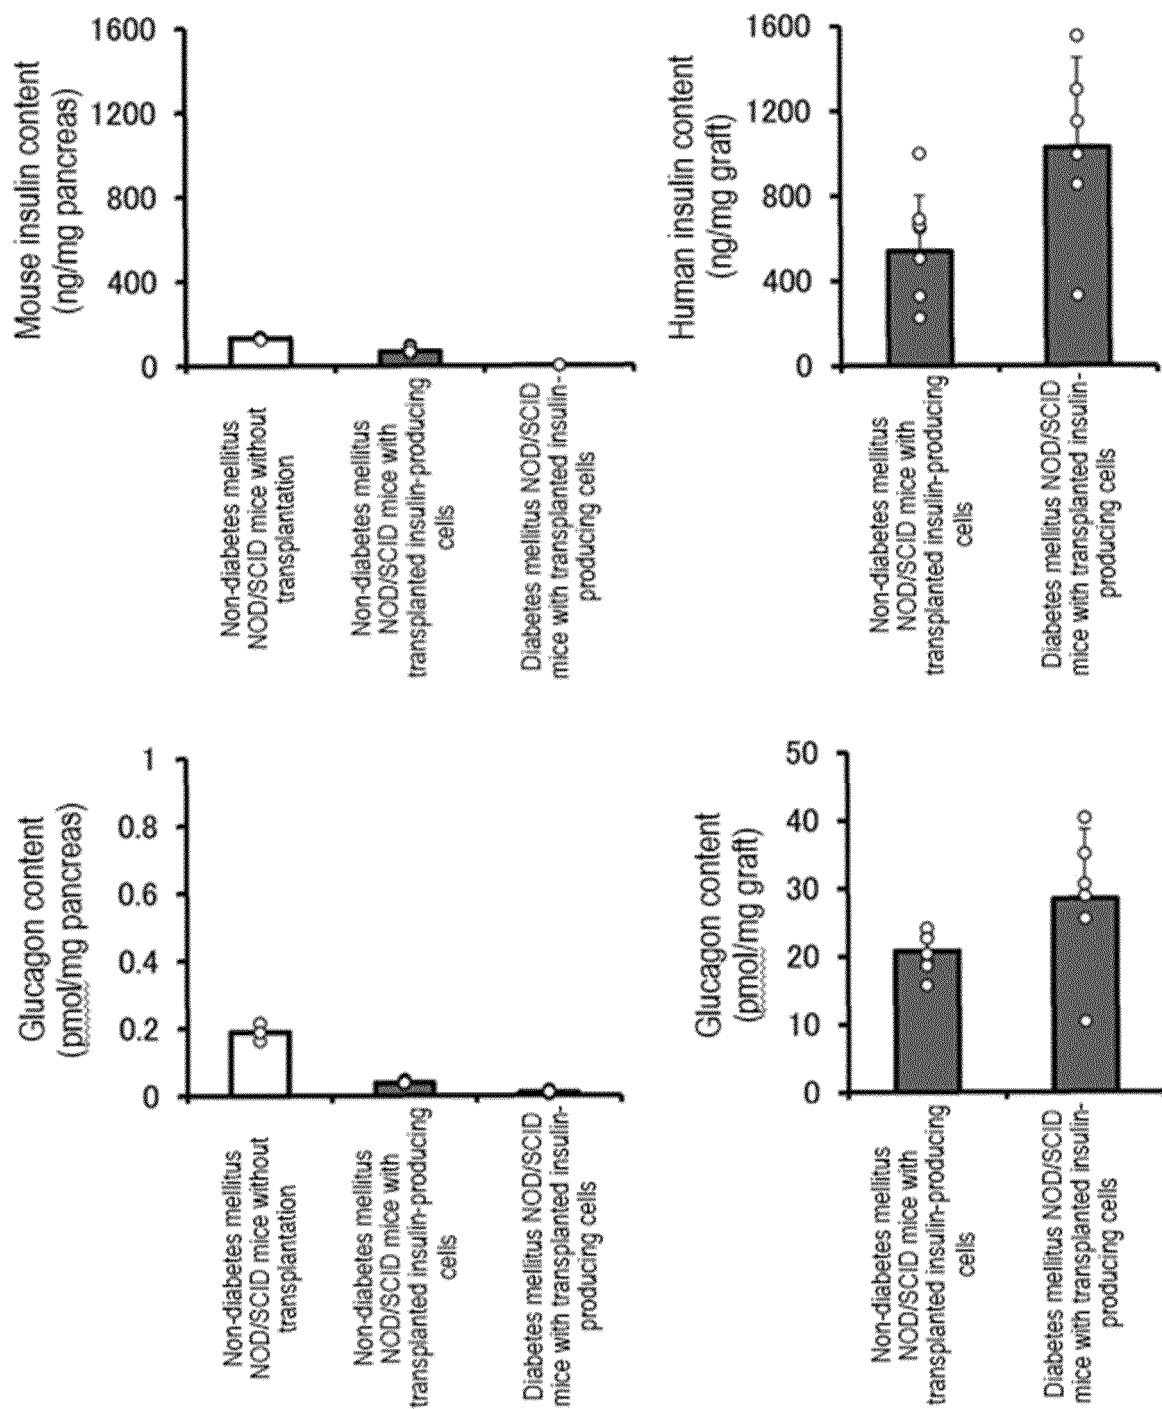 Mouse insulin content
(ng/mg pancreas)
1600
1200
800
400
0
Non-diabetes mellitus
NOD/SCID mice without
transplantation
Non-diabetes mellitus
NOD/SCID mice with
transplanted insulin-producing
cells
Diabetes mellitus NOD/SCID
mice with transplanted insulin-
producing cells
Human insulin content
(ng/mg graft)
1600
1200
800
400
0
Non-diabetes mellitus
NOD/SCID mice with
transplanted insulin-producing
cells
Diabetes mellitus NOD/SCID
mice with transplanted insulin-
producing cells
Glucagon content
(pmol/mg pancreas)
1
0.8
0.6
0.4
0.2
0
Non-diabetes mellitus
NOD/SCID mice without
transplantation
Non-diabetes mellitus
NOD/SCID mice with
transplanted insulin-producing
cells
Diabetes mellitus NOD/SCID
mice with transplanted insulin-
producing cells
Glucagon content
(pmol/mg graft)
50
40
30
20
10
0
Non-diabetes mellitus
NOD/SCID mice with
transplanted insulin-producing
cells
Diabetes mellitus NOD/SCID
mice with transplanted insulin-
producing cells